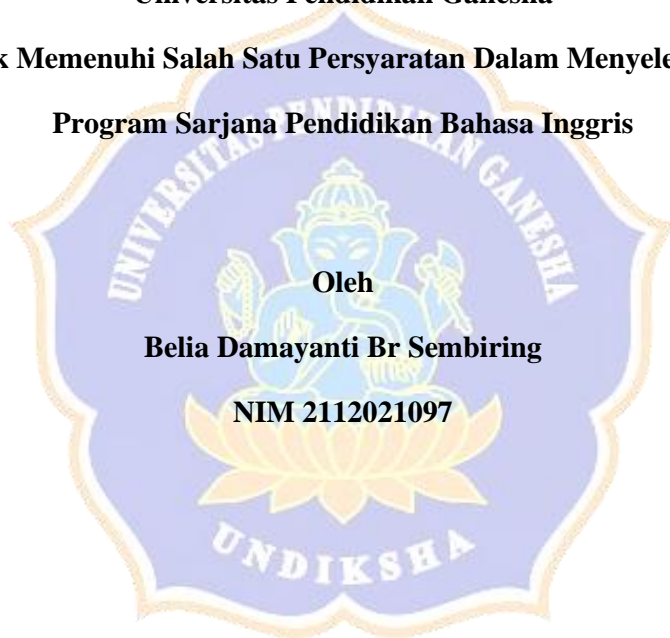 Universitas Pendidikan Ganesha
Memenuhi Salah Satu Persyaratan Dalam
Program Sarjana Pendidikan Bahasa Inggris
UNIVERSITAS PENDIDIKAN GANESHA
Oleh
Belia Damayanti Br Sembiring
NIM 2112021097
UNDIKSHA